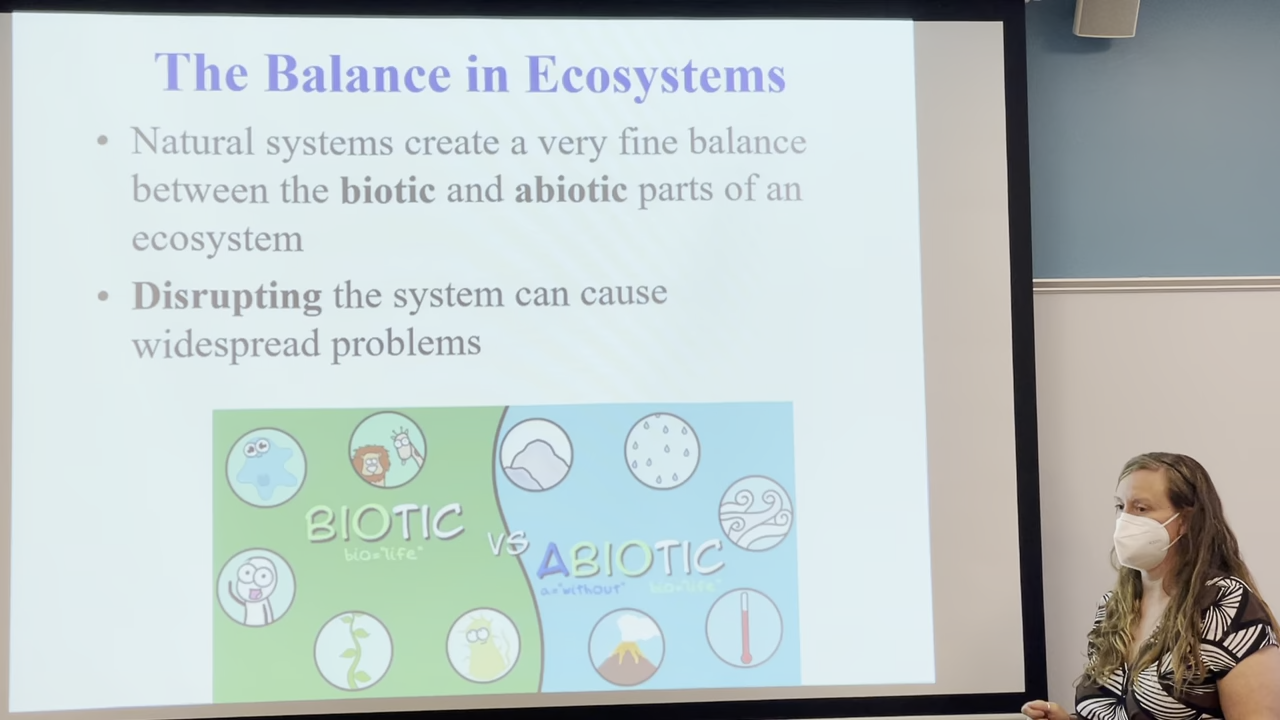 The Balance in Ecosystems
• Natural systems create a very fine balance
between the biotic and abiotic parts of an
ecosystem
• Disrupting the system can cause
widespread problems
BIOTIC
bio="life"
VS
ABIOTIC
a="without" bio="life"